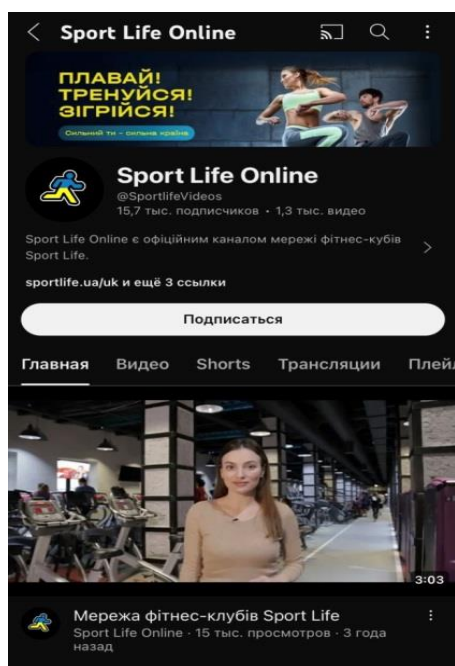 Sport Life Online
ПЛАВАЙ!
ТРЕНУЙСЯ!
ЗІГРІЙСЯ!
Сильний ти – сильна країна
Sport Life Online
@SportlifeVideos
15,7 тыс. подписчиков • 1,3 тыс. видео
Sport Life Online є офіційним каналом мережі фітнес-кубів
Sport Life.
sportlife.ua/uk и ещё 3 ссылки
Подписаться
Главная Видео Shorts Трансляции Плейл
3:03
Мережа фітнес-клубів Sport Life
Sport Life Online · 15 тыс. просмотров · 3 года
назад